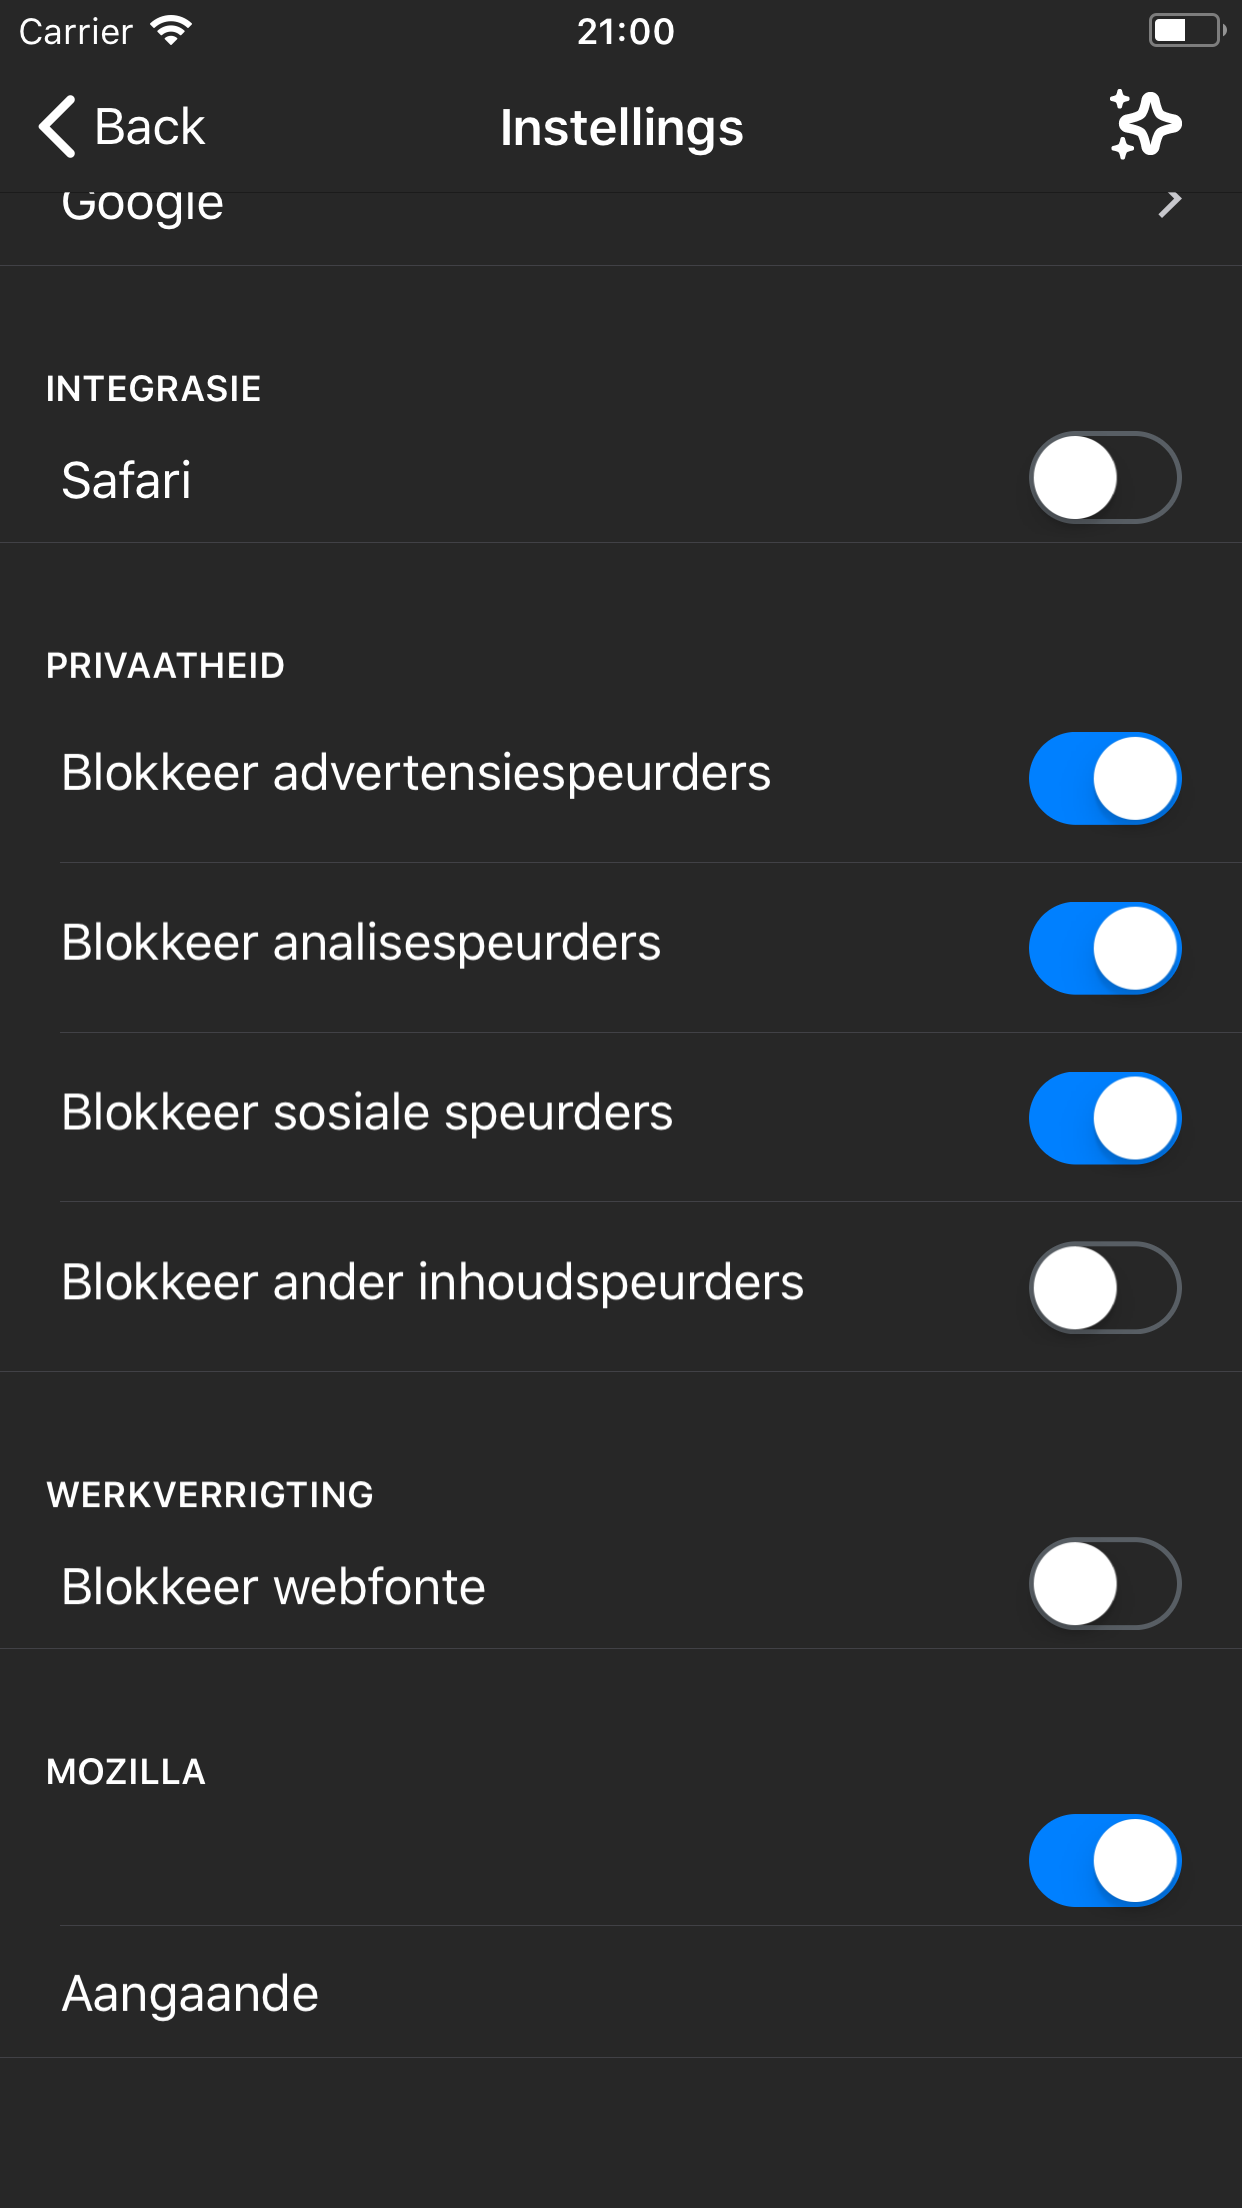 Carrier 21:00
Back Instellings
Google
INTEGRASIE
Safari
PRIVAATHEID
Blokkeer advertensiespeurders
Blokkeer analisespeurders
Blokkeer sosiale speurders
Blokkeer ander inhoudspeurders
WERKVERRIGTING
Blokkeer webfonte
MOZILLA
Aangaande